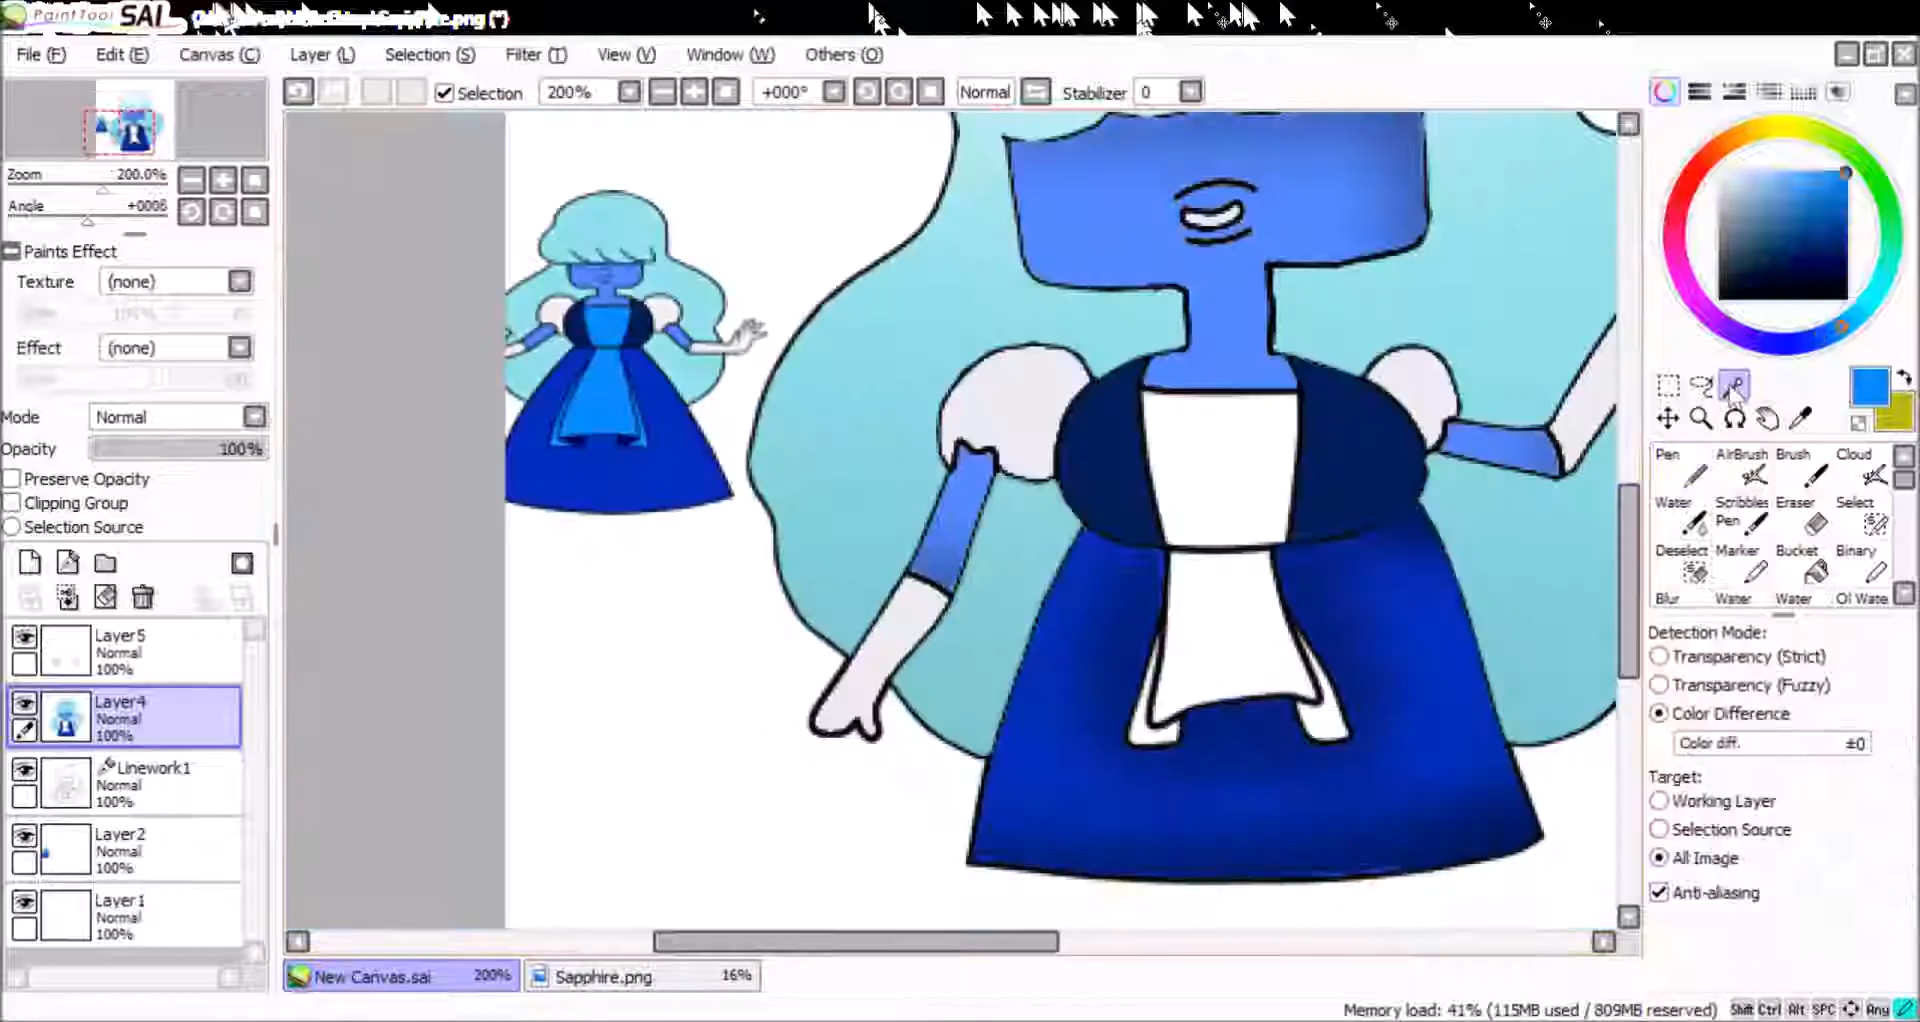 PaintTool SAI
Sapphire.png (*)
File (F) Edit (E) Canvas (C) Layer (L) Selection (S) Filter (T) View (V) Window (W) Others (O)
Selection 200% +000° Normal Stabilizer 0
Zoom 200.0%
Angle
Paints Effect
Texture (none)
Effect (none)
Mode Normal
Opacity 100%
Preserve Opacity
Clipping Group
Selection Source
Layer5
Normal
100%
Layer4
Normal
100%
Linework1
Normal
100%
Layer2
Normal
100%
Layer1
Normal
100%
Pen AirBrush Brush Cloud
Water Scribbles Pen Eraser Select
Deselect Marker Bucket Binary
Blur Water Water Ol Wate
Detection Mode:
Transparency (Strict)
Transparency (Fuzzy)
Color Difference
Color diff. ±0
Target:
Working Layer
Selection Source
All Image
Anti-aliasing
New Canvas.sai 200% Sapphire.png 16%
Memory load: 41% (115MB used / 809MB reserved) Shift Ctrl Alt SPC Any